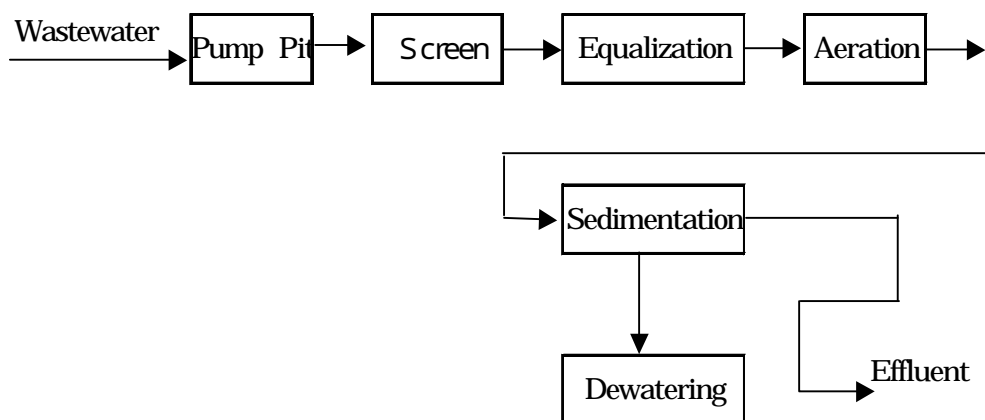 Wastewater
Pump Pit
Screen
Equalization
Aeration
Sedimentation
Dewatering
Effluent